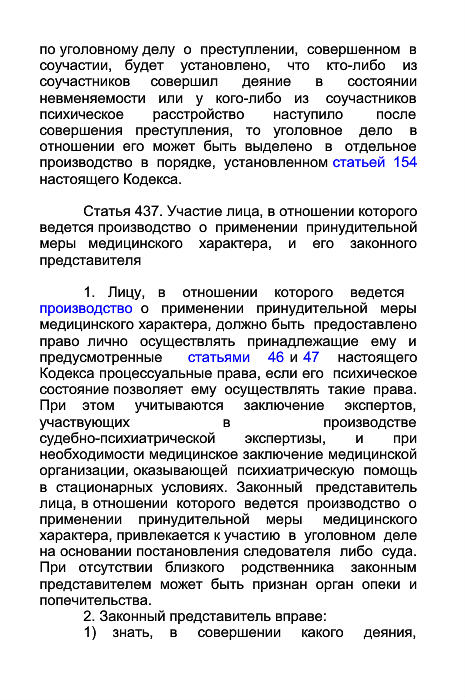 по уголовному делу о преступлении, совершенном в
соучастии, будет установлено, что кто-либо из
соучастников совершил деяние в состоянии
невменяемости или у кого-либо из соучастников
психическое расстройство наступило после
совершения преступления, то уголовное дело в
отношении его может быть выделено в отдельное
производство в порядке, установленном статьей 154
настоящего Кодекса.
Статья 437. Участие лица, в отношении которого
ведется производство о применении принудительной
меры медицинского характера, и его законного
представителя
1. Лицу, в отношении которого ведется
производство о применении принудительной меры
медицинского характера, должно быть предоставлено
право лично осуществлять принадлежащие ему и
предусмотренные статьями 46 и 47 настоящего
Кодекса процессуальные права, если его психическое
состояние позволяет ему осуществлять такие права.
При этом учитываются заключение экспертов,
участвующих в производстве
судебно-психиатрической экспертизы, и при
необходимости медицинское заключение медицинской
организации, оказывающей психиатрическую помощь
в стационарных условиях. Законный представитель
лица, в отношении которого ведется производство о
применении принудительной меры медицинского
характера, привлекается к участию в уголовном деле
на основании постановления следователя либо суда.
При отсутствии близкого родственника законным
представителем может быть признан орган опеки и
попечительства.
2. Законный представитель вправе:
1) знать, в совершении какого деяния,